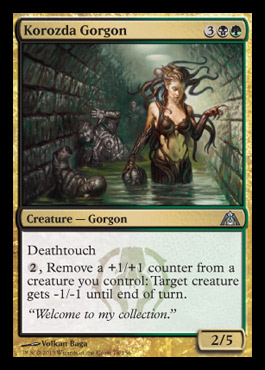 Korozda Gorgon 3
Creature — Gorgon
Deathtouch
2, Remove a +1/+1 counter from a
creature you control: Target creature
gets -1/-1 until end of turn.
“Welcome to my collection.”
Volkan Baga
2/5